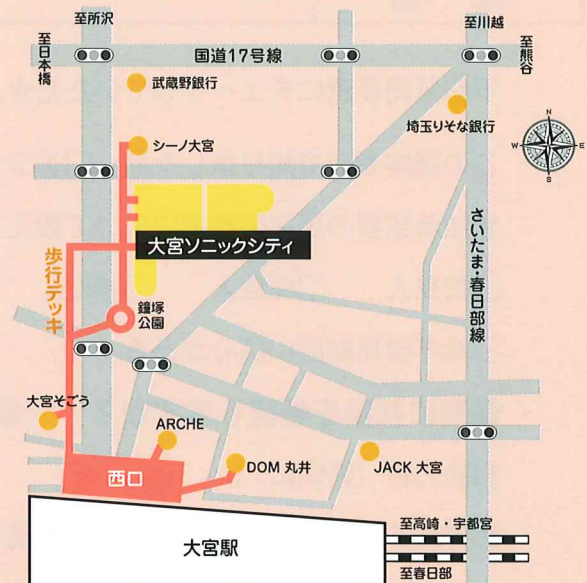 至所沢
至川越
至日本橋
国道17号線
至熊谷
武蔵野銀行
埼玉りそな銀行
N
W
E
S
シーノ大宮
大宮ソニックシティ
さいたま・春日部線
歩行デッキ
鐘塚
公園
大宮そごう
ARCHE
DOM 丸井
JACK 大宮
西口
大宮駅
至高崎・宇都宮
至春日部